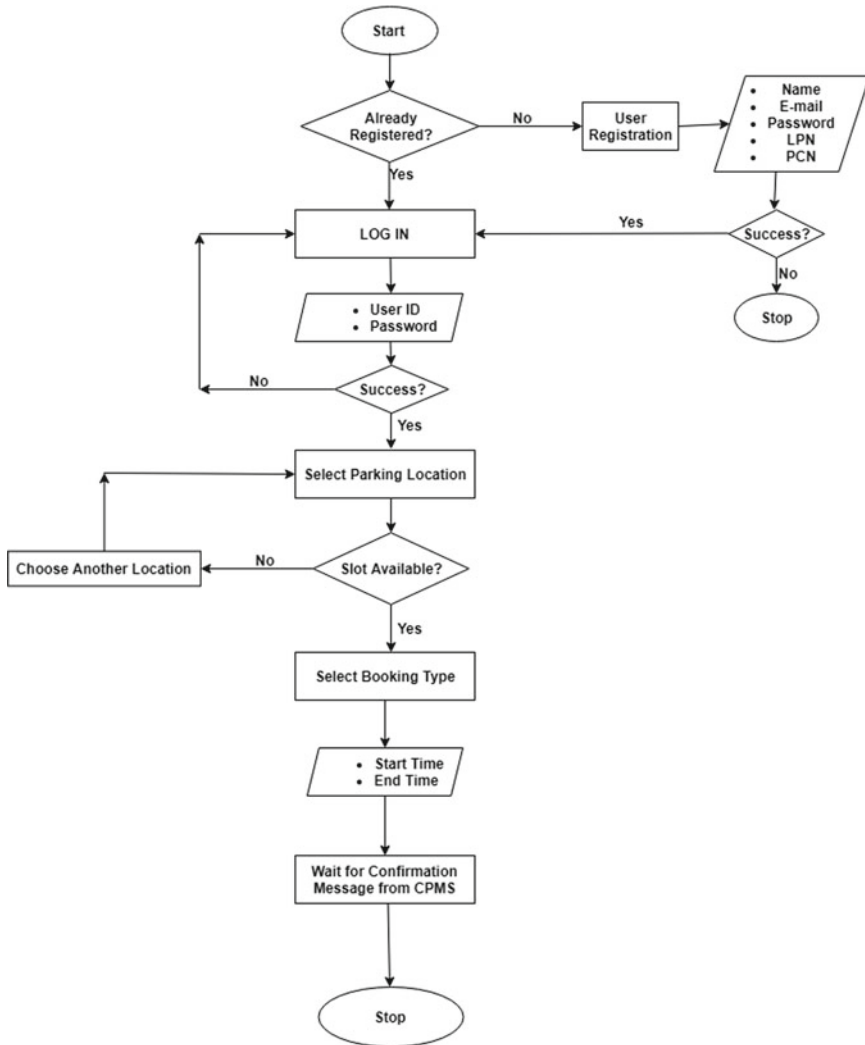 Start
Already
Registered?
No
User
Registration
• Name
• E-mail
• Password
• LPN
• PCN
Yes
LOG IN
Yes
Success?
No
Stop
• User ID
• Password
No
Success?
Yes
Select Parking Location
Choose Another Location
No
Slot Available?
Yes
Select Booking Type
• Start Time
• End Time
Wait for Confirmation
Message from CPMS
Stop